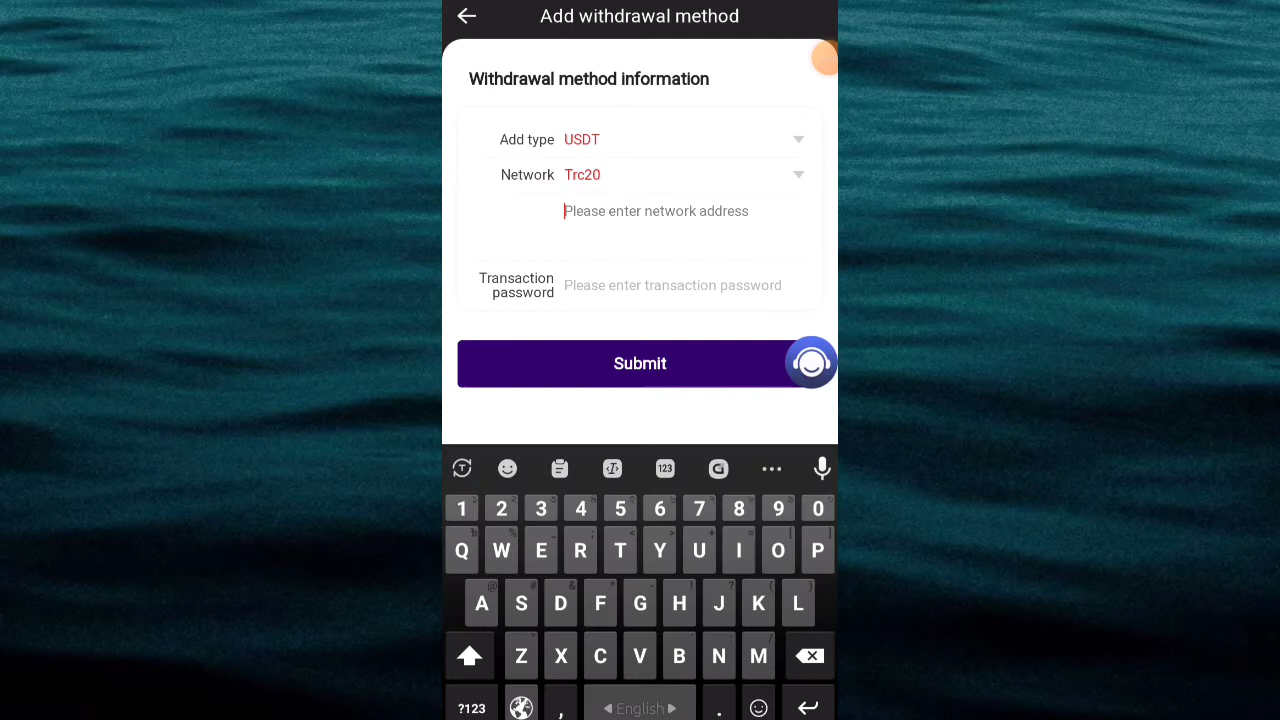 Add withdrawal method
Withdrawal method information
Add type USDT
Network Trc20
Please enter network address
Transaction password Please enter transaction password
Submit
123
1 2 3 4 5 6 7 8 9 0
Q W E R T Y U I O P
A S D F G H J K L
Z X C V B N M
?123 , English .